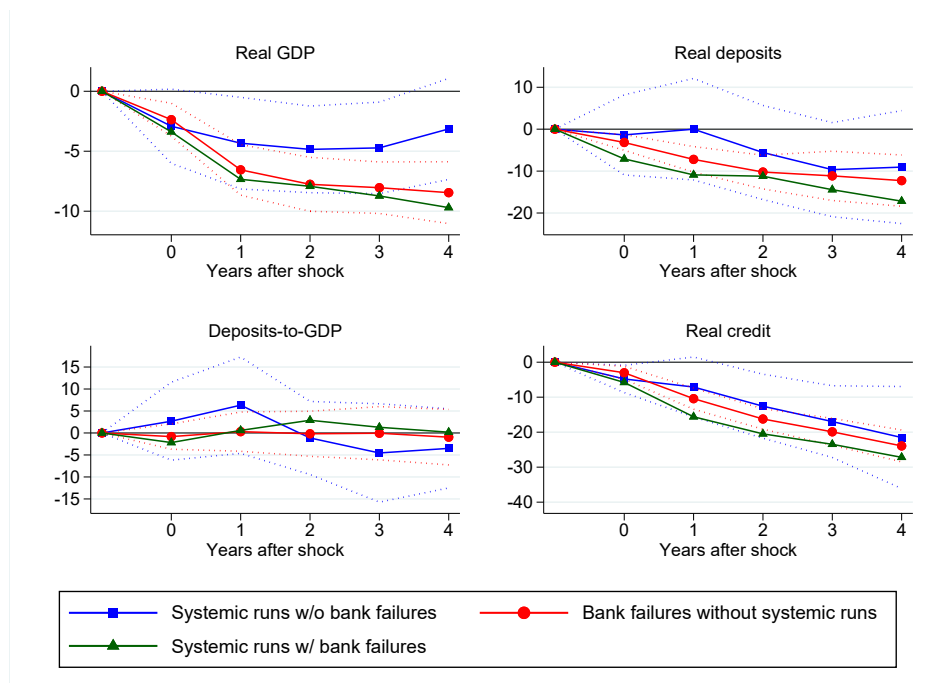 Real GDP
0
-5
-10
0 1 2 3 4
Years after shock
Real deposits
10
0
-10
-20
0 1 2 3 4
Years after shock
Deposits-to-GDP
15
10
5
0
-5
-10
-15
0 1 2 3 4
Years after shock
Real credit
0
-10
-20
-30
-40
0 1 2 3 4
Years after shock
Systemic runs w/o bank failures
Bank failures without systemic runs
Systemic runs w/ bank failures